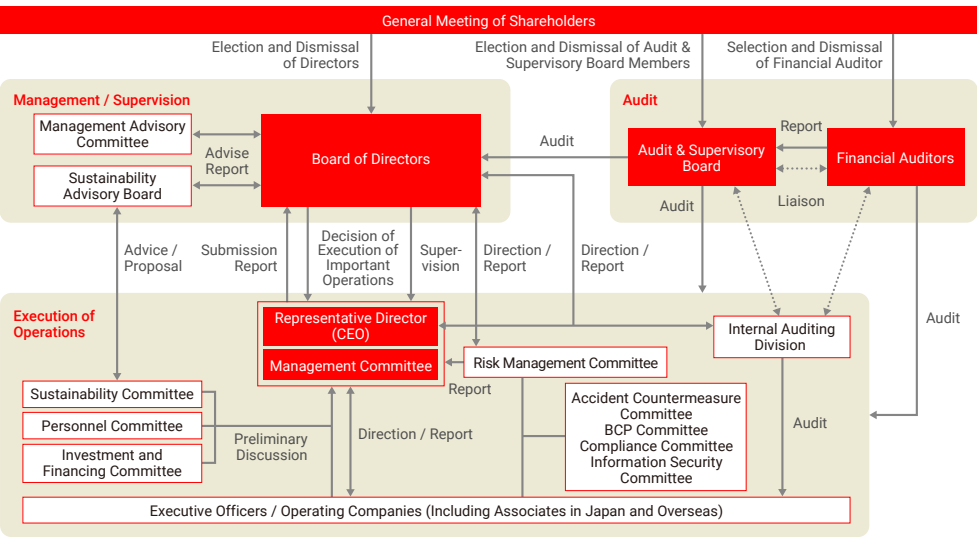 General Meeting of Shareholders
Election and Dismissal
of Directors
Election and Dismissal of Audit &
Supervisory Board Members
Selection and Dismissal
of Financial Auditor
Management / Supervision
Management Advisory
Committee
Sustainability
Advisory Board
Advise
Report
Board of Directors
Audit
Audit
Audit & Supervisory
Board
Report
Financial Auditors
Liaison
Audit
Advice /
Proposal
Submission
Report
Decision of
Execution of
Important
Operations
Super-
vision
Direction /
Report
Direction /
Report
Execution of
Operations
Representative Director
(CEO)
Management Committee
Risk Management Committee
Report
Internal Auditing
Division
Audit
Audit
Sustainability Committee
Personnel Committee
Investment and
Financing Committee
Preliminary
Discussion
Direction / Report
Accident Countermeasure
Committee
BCP Committee
Compliance Committee
Information Security
Committee
Executive Officers / Operating Companies (Including Associates in Japan and Overseas)